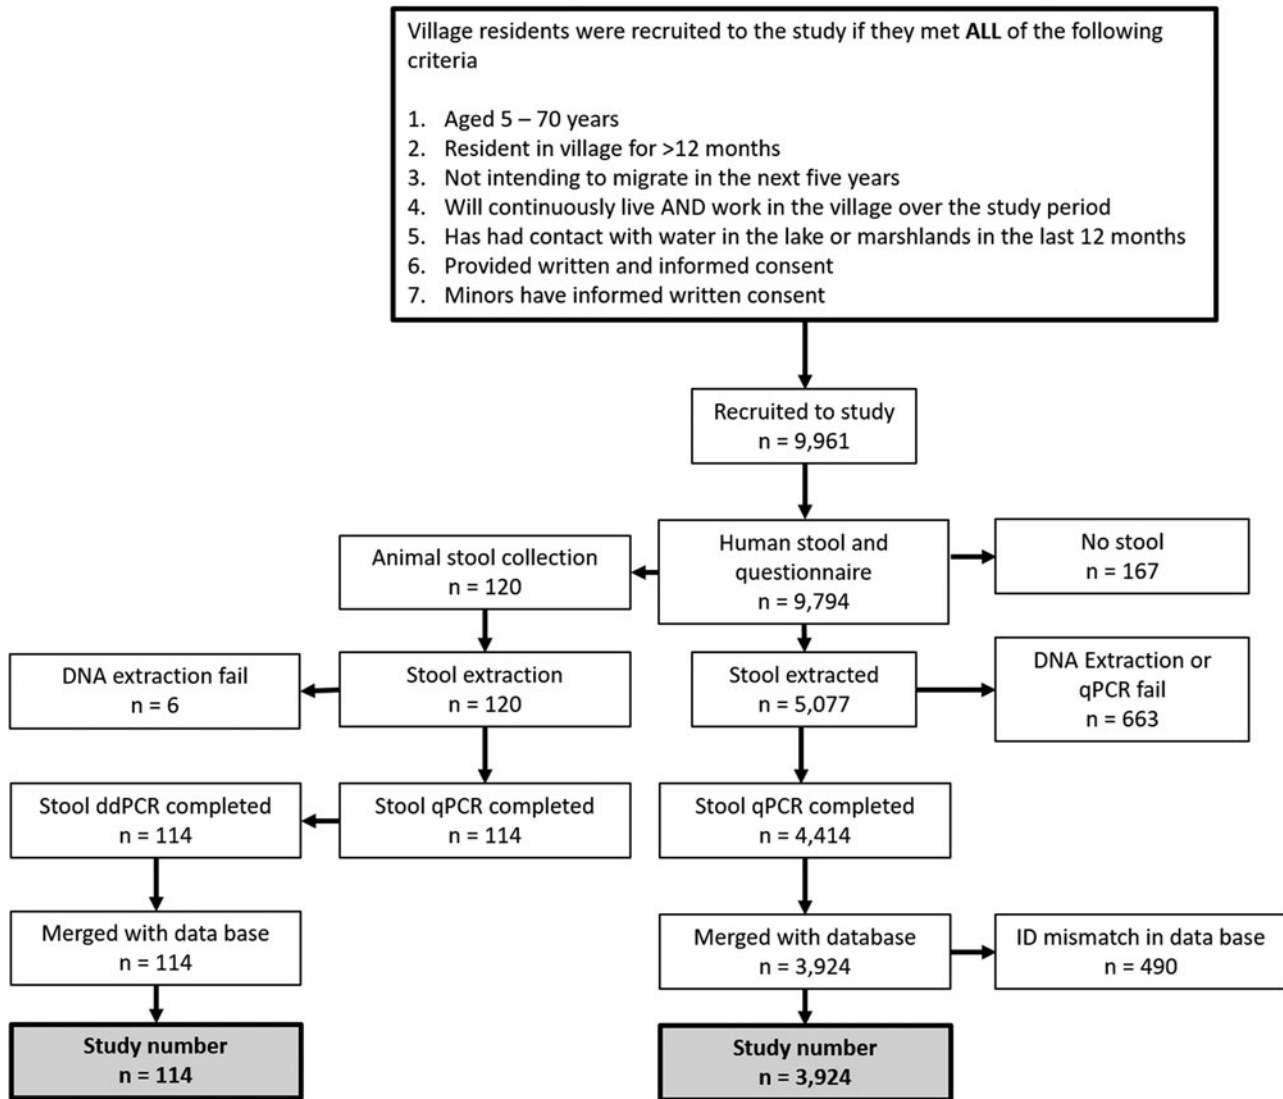 Village residents were recruited to the study if they met ALL of the following
criteria
1. Aged 5 – 70 years
2. Resident in village for >12 months
3. Not intending to migrate in the next five years
4. Will continuously live AND work in the village over the study period
5. Has had contact with water in the lake or marshlands in the last 12 months
6. Provided written and informed consent
7. Minors have informed written consent
Recruited to study
n = 9,961
Animal stool collection
n = 120
Human stool and
questionnaire
n = 9,794
No stool
n = 167
DNA extraction fail
n = 6
Stool extraction
n = 120
Stool extracted
n = 5,077
DNA Extraction or
qPCR fail
n = 663
Stool ddPCR completed
n = 114
Stool qPCR completed
n = 114
Stool qPCR completed
n = 4,414
Merged with data base
n = 114
Merged with database
n = 3,924
ID mismatch in data base
n = 490
Study number
n = 114
Study number
n = 3,924